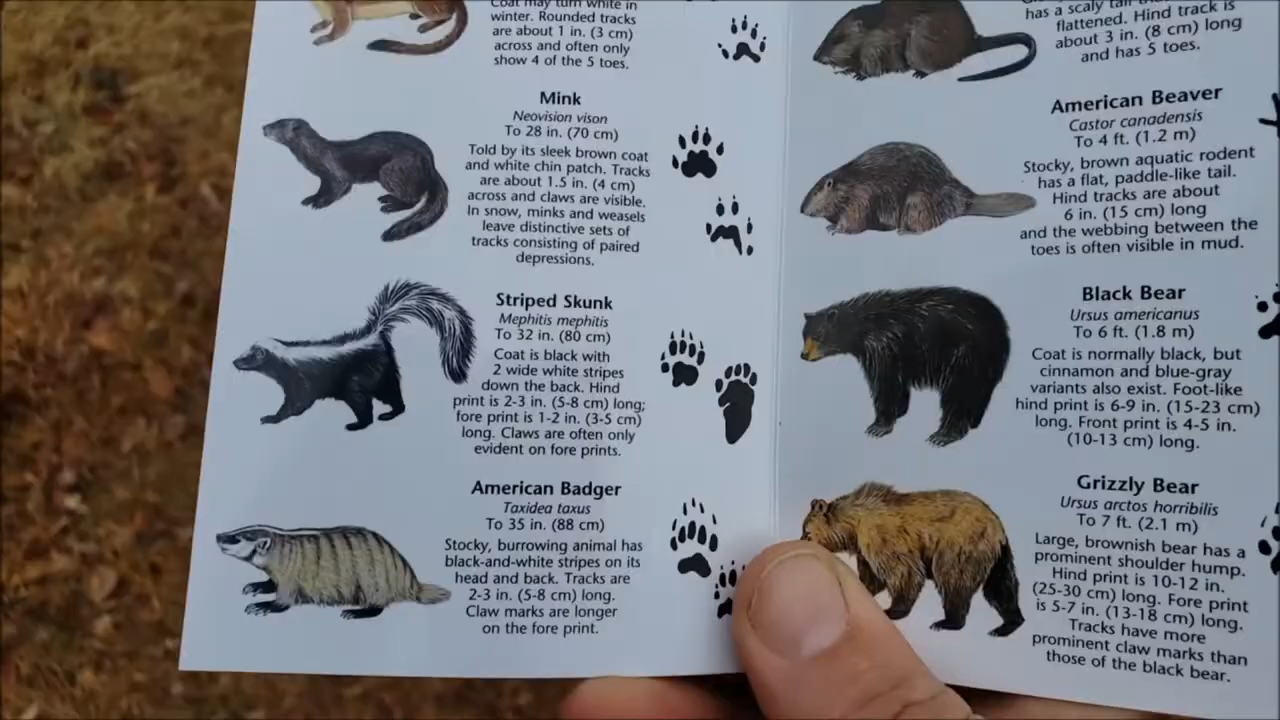 Coat may turn white in
winter. Rounded tracks
are about 1 in. (3 cm)
across and often only
show 4 of the 5 toes.
Mink
Neovision vison
To 28 in. (70 cm)
Told by its sleek brown coat
and white chin patch. Tracks
are about 1.5 in. (4 cm)
across and claws are visible.
In snow, minks and weasels
leave distinctive sets of
tracks consisting of paired
depressions.
Striped Skunk
Mephitis mephitis
To 32 in. (80 cm)
Coat is black with
2 wide white stripes
down the back. Hind
print is 2-3 in. (5-8 cm) long;
fore print is 1-2 in. (3-5 cm)
long. Claws are often only
evident on fore prints.
American Badger
Taxidea taxus
To 35 in. (88 cm)
Stocky, burrowing animal has
black-and-white stripes on its
head and back. Tracks are
2-3 in. (5-8 cm) long.
Claw marks are longer
on the fore print.
has a scaly tail that
flattened. Hind track is
about 3 in. (8 cm) long
and has 5 toes.
American Beaver
Castor canadensis
To 4 ft. (1.2 m)
Stocky, brown aquatic rodent
has a flat, paddle-like tail.
Hind tracks are about
6 in. (15 cm) long
and the webbing between the
toes is often visible in mud.
Black Bear
Ursus americanus
To 6 ft. (1.8 m)
Coat is normally black, but
cinnamon and blue-gray
variants also exist. Foot-like
hind print is 6-9 in. (15-23 cm)
long. Front print is 4-5 in.
(10-13 cm) long.
Grizzly Bear
Ursus arctos horribilis
To 7 ft. (2.1 m)
Large, brownish bear has a
prominent shoulder hump.
Hind print is 10-12 in.
(25-30 cm) long. Fore print
is 5-7 in. (13-18 cm) long.
Tracks have more
prominent claw marks than
those of the black bear.